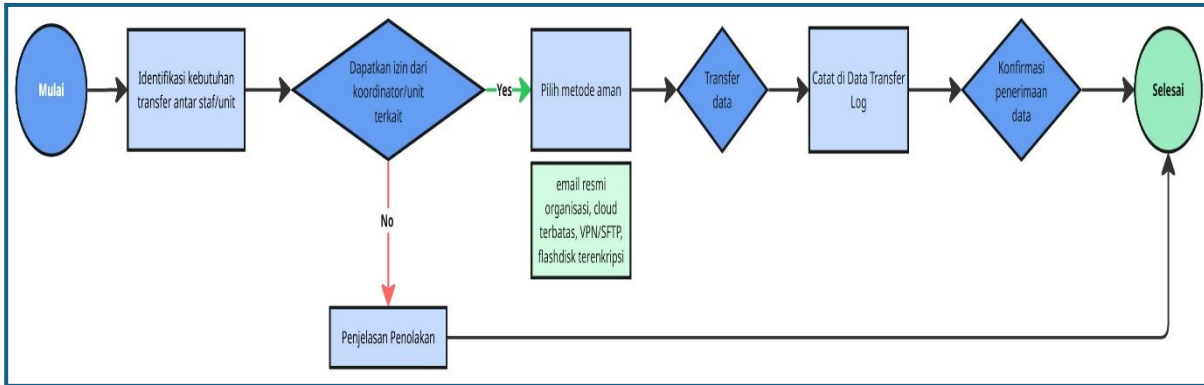 Mulai
Identifikasi kebutuhan
transfer antar staf/unit
Dapatkan izin dari
koordinator/unit
terkait
Yes
Pilih metode aman
Transfer
data
Catat di Data Transfer
Log
Konfirmasi
penerimaan
data
Selesai
email resmi
organisasi, cloud
terbatas, VPN/SFTP,
flashdisk terenkripsi
No
Penjelasan Penolakan